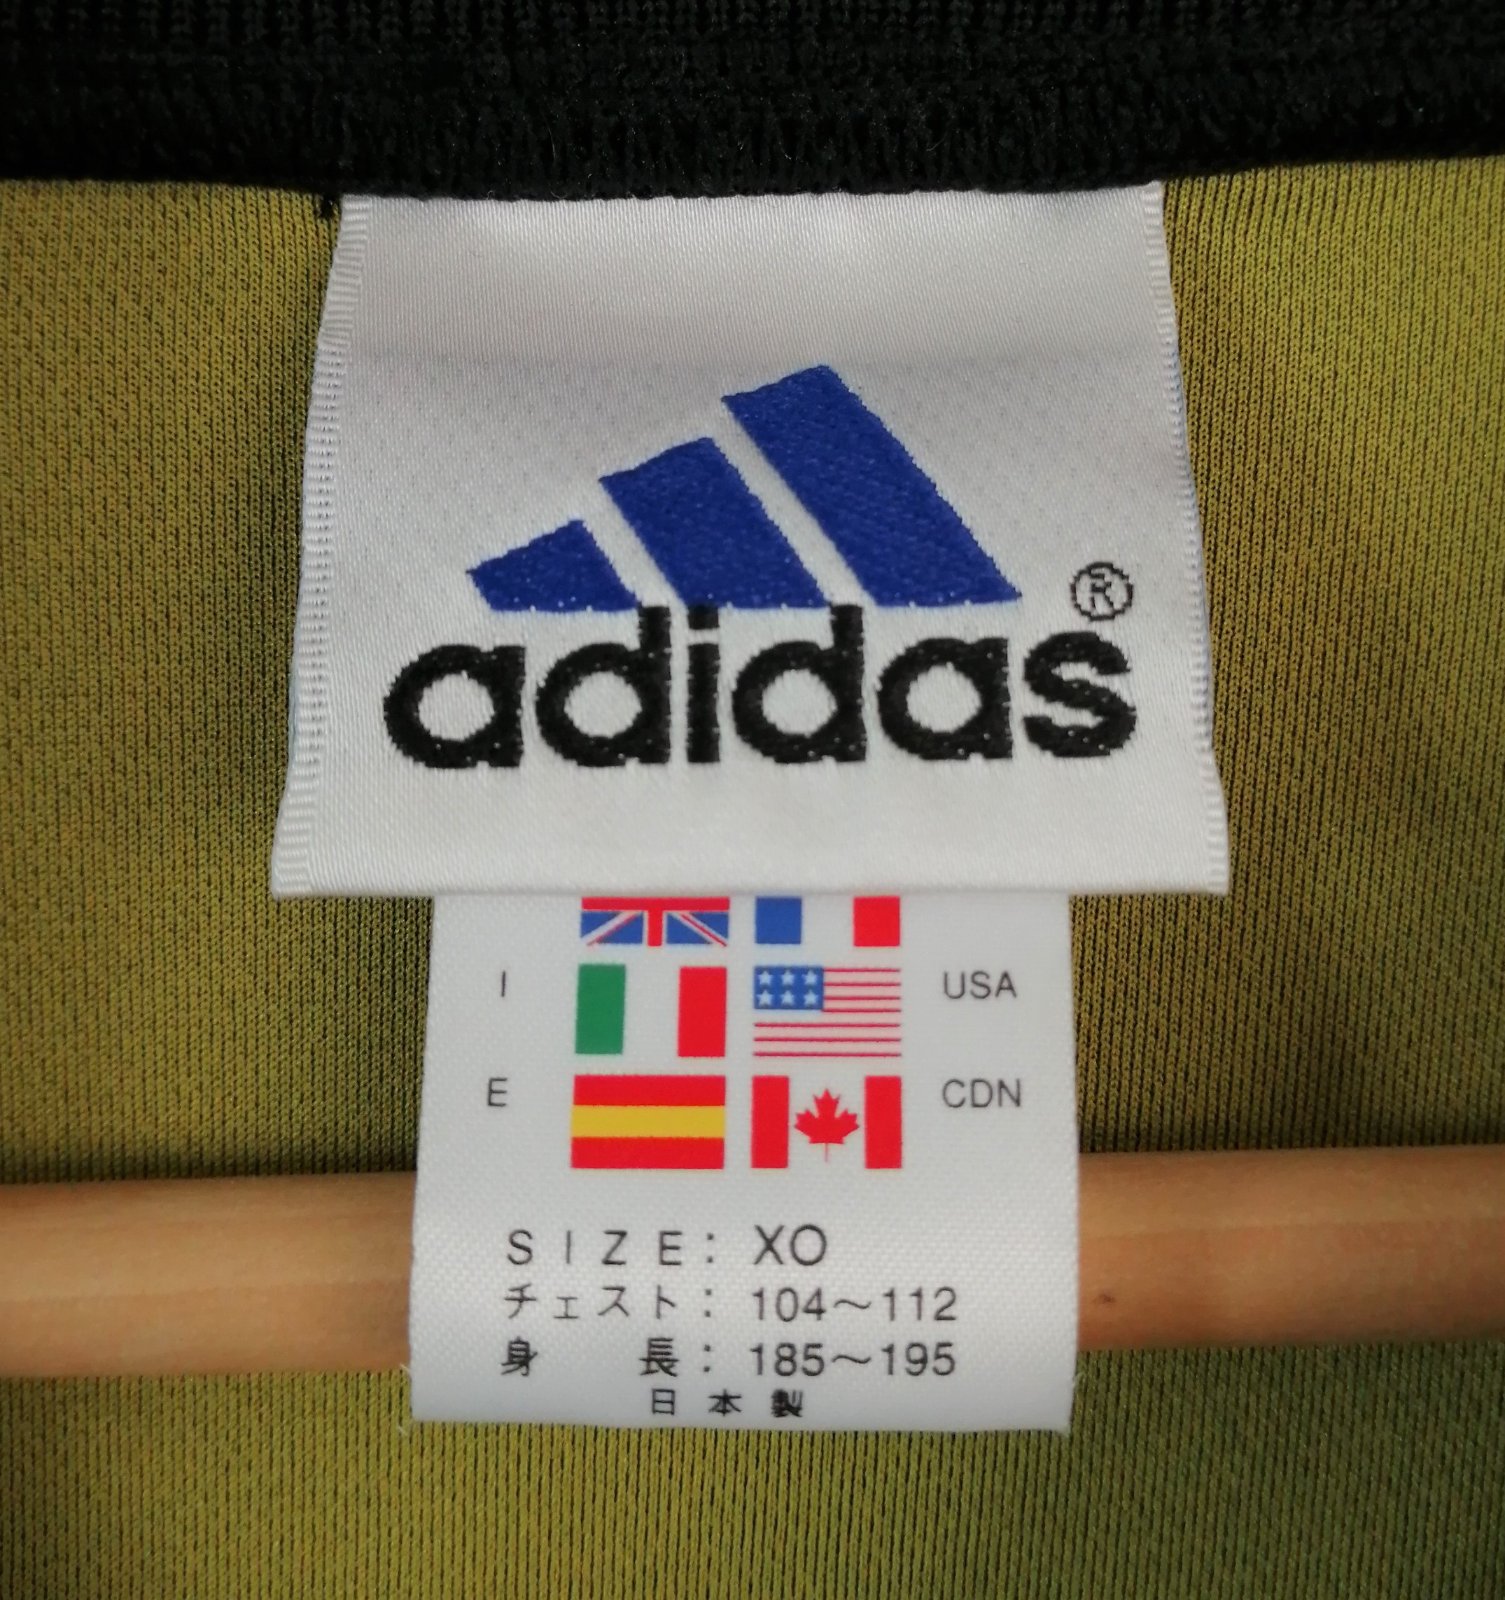 adidas®
I USA
E CDN
SIZE: XO
チェスト: 104～112
身長: 185～195
日本製